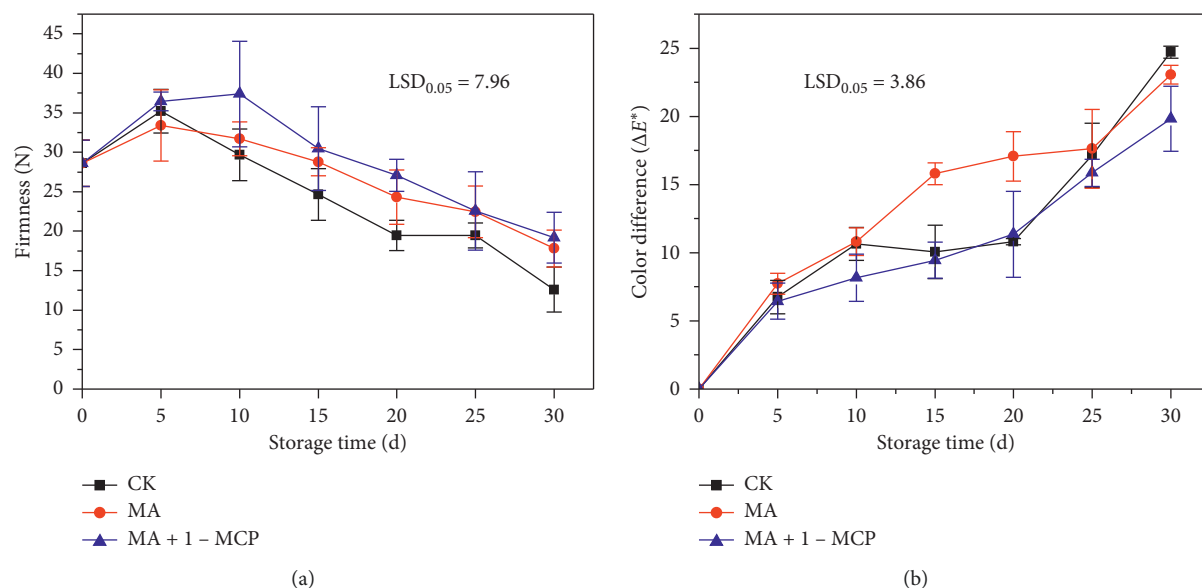 45
40
35
30
25
20
15
10
5
0
Firmness (N)
LSD0.05 = 7.96
0 5 10 15 20 25 30
Storage time (d)
CK
MA
MA + 1 – MCP
(a)
25
20
15
10
5
0
Color difference (ΔE*)
LSD0.05 = 3.86
0 5 10 15 20 25 30
Storage time (d)
CK
MA
MA + 1 – MCP
(b)